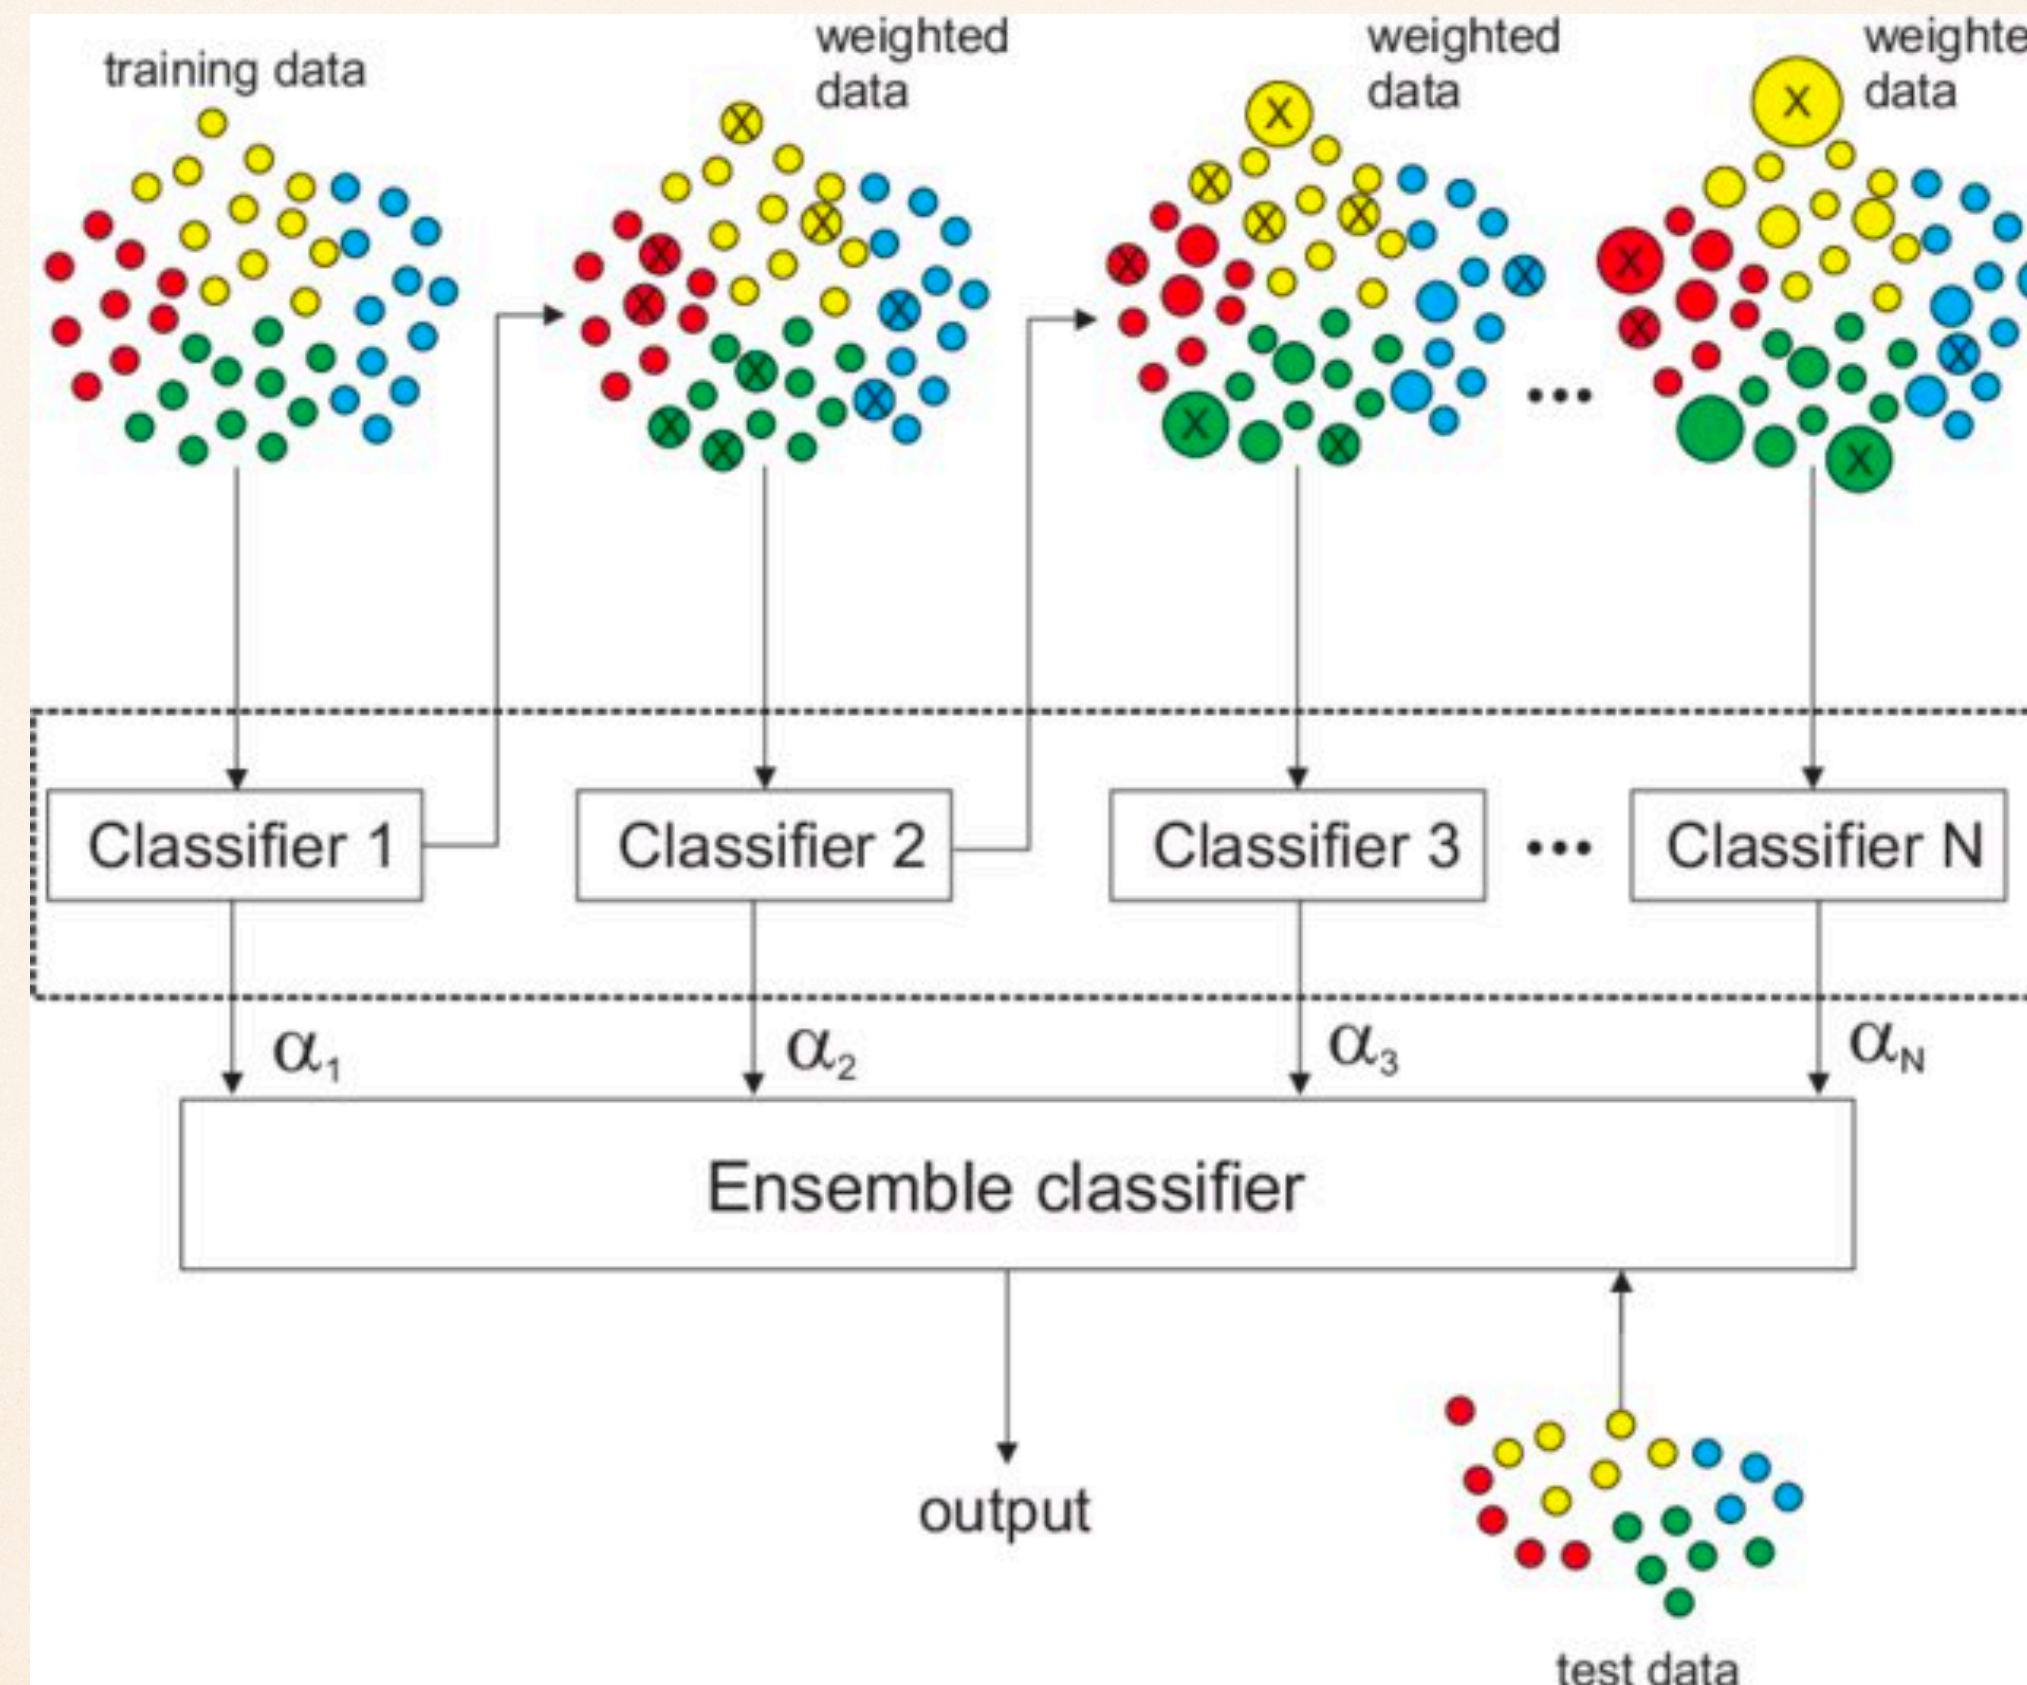 training data
weighted
data
weighted
data
weighte
data
X X X X X X X X X
X X X X X X X X
X X X X X
... 
Classifier 1
Classifier 2
Classifier 3
...
Classifier N
α1
α2
α3
αN
Ensemble classifier
output
test data